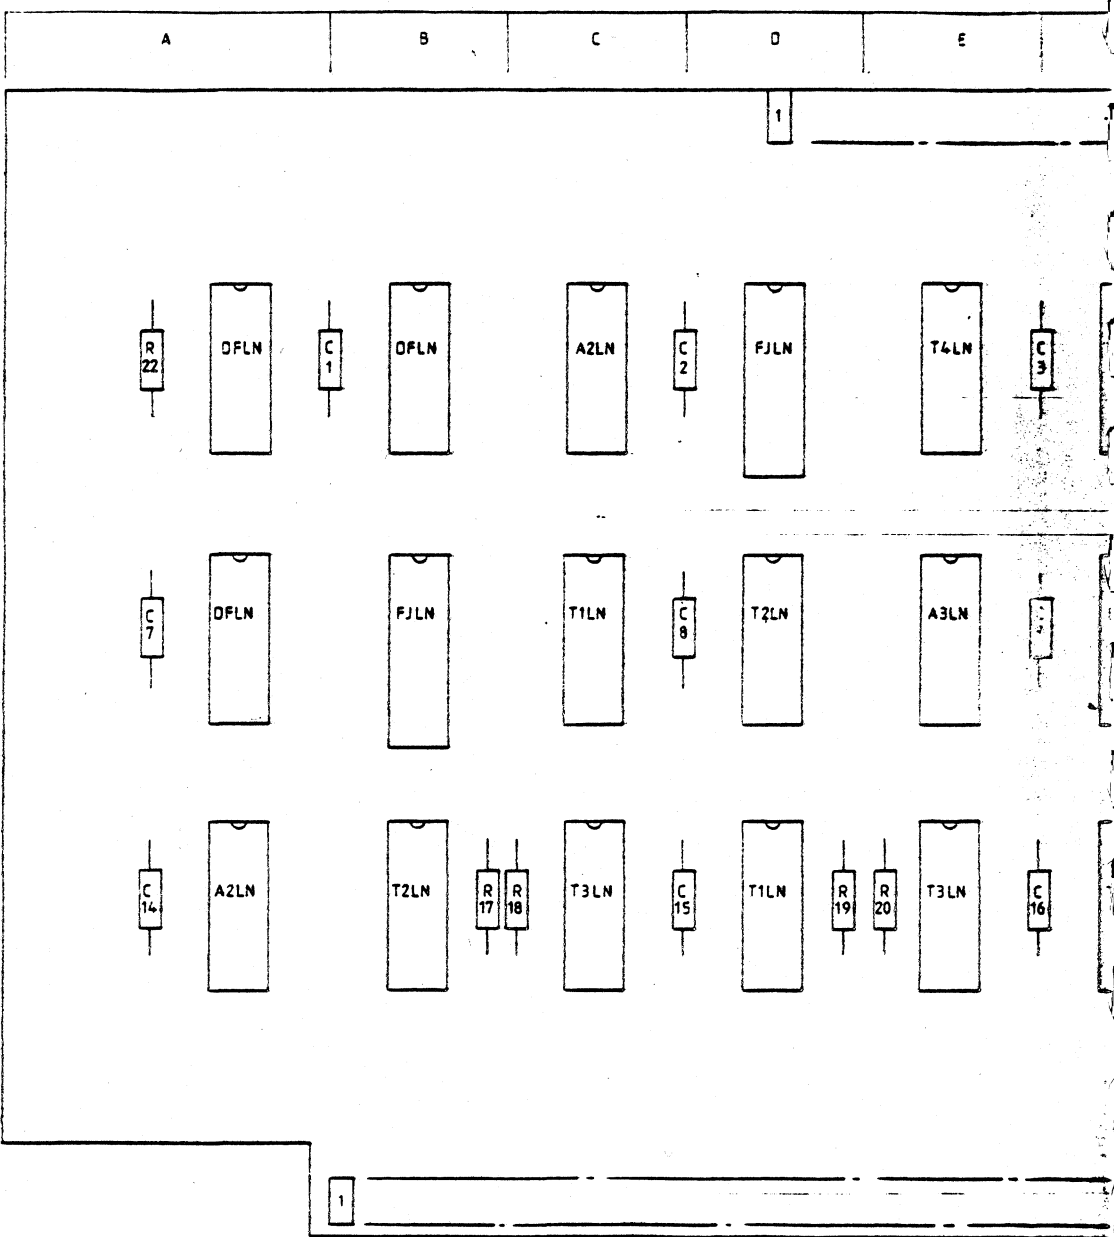 A B C D E
1
R 22 DFLN C 1 DFLN A2LN C 2 FJLN T4LN C 3
C 7 DFLN FJLN T1LN C 8 T2LN A3LN
C 14 A2LN T2LN R 17 R 18 T3LN C 15 T1LN R 19 R 20 T3LN C 16
1